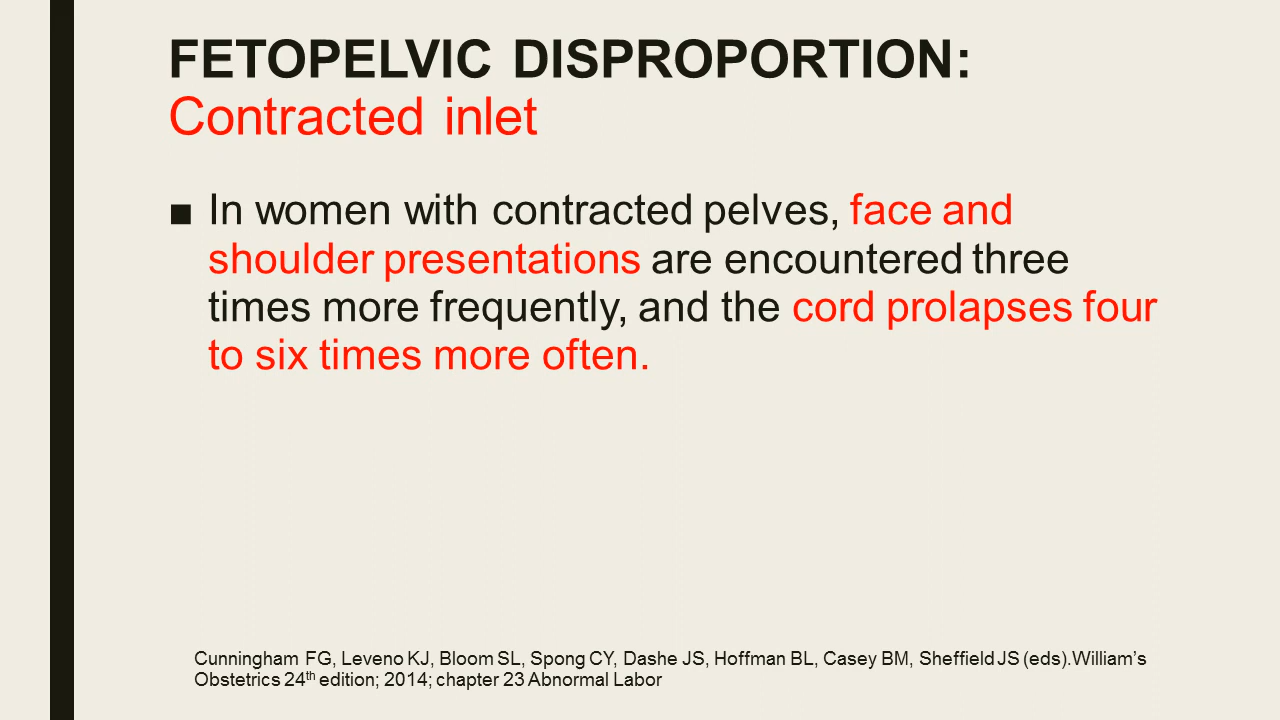 FETOPELVIC DISPROPORTION:
Contracted inlet
■ In women with contracted pelves, face and
shoulder presentations are encountered three
times more frequently, and the cord prolapses four
to six times more often.
Cunningham FG, Leveno KJ, Bloom SL, Spong CY, Dashe JS, Hoffman BL, Casey BM, Sheffield JS (eds).William’s
Obstetrics 24th edition; 2014; chapter 23 Abnormal Labor